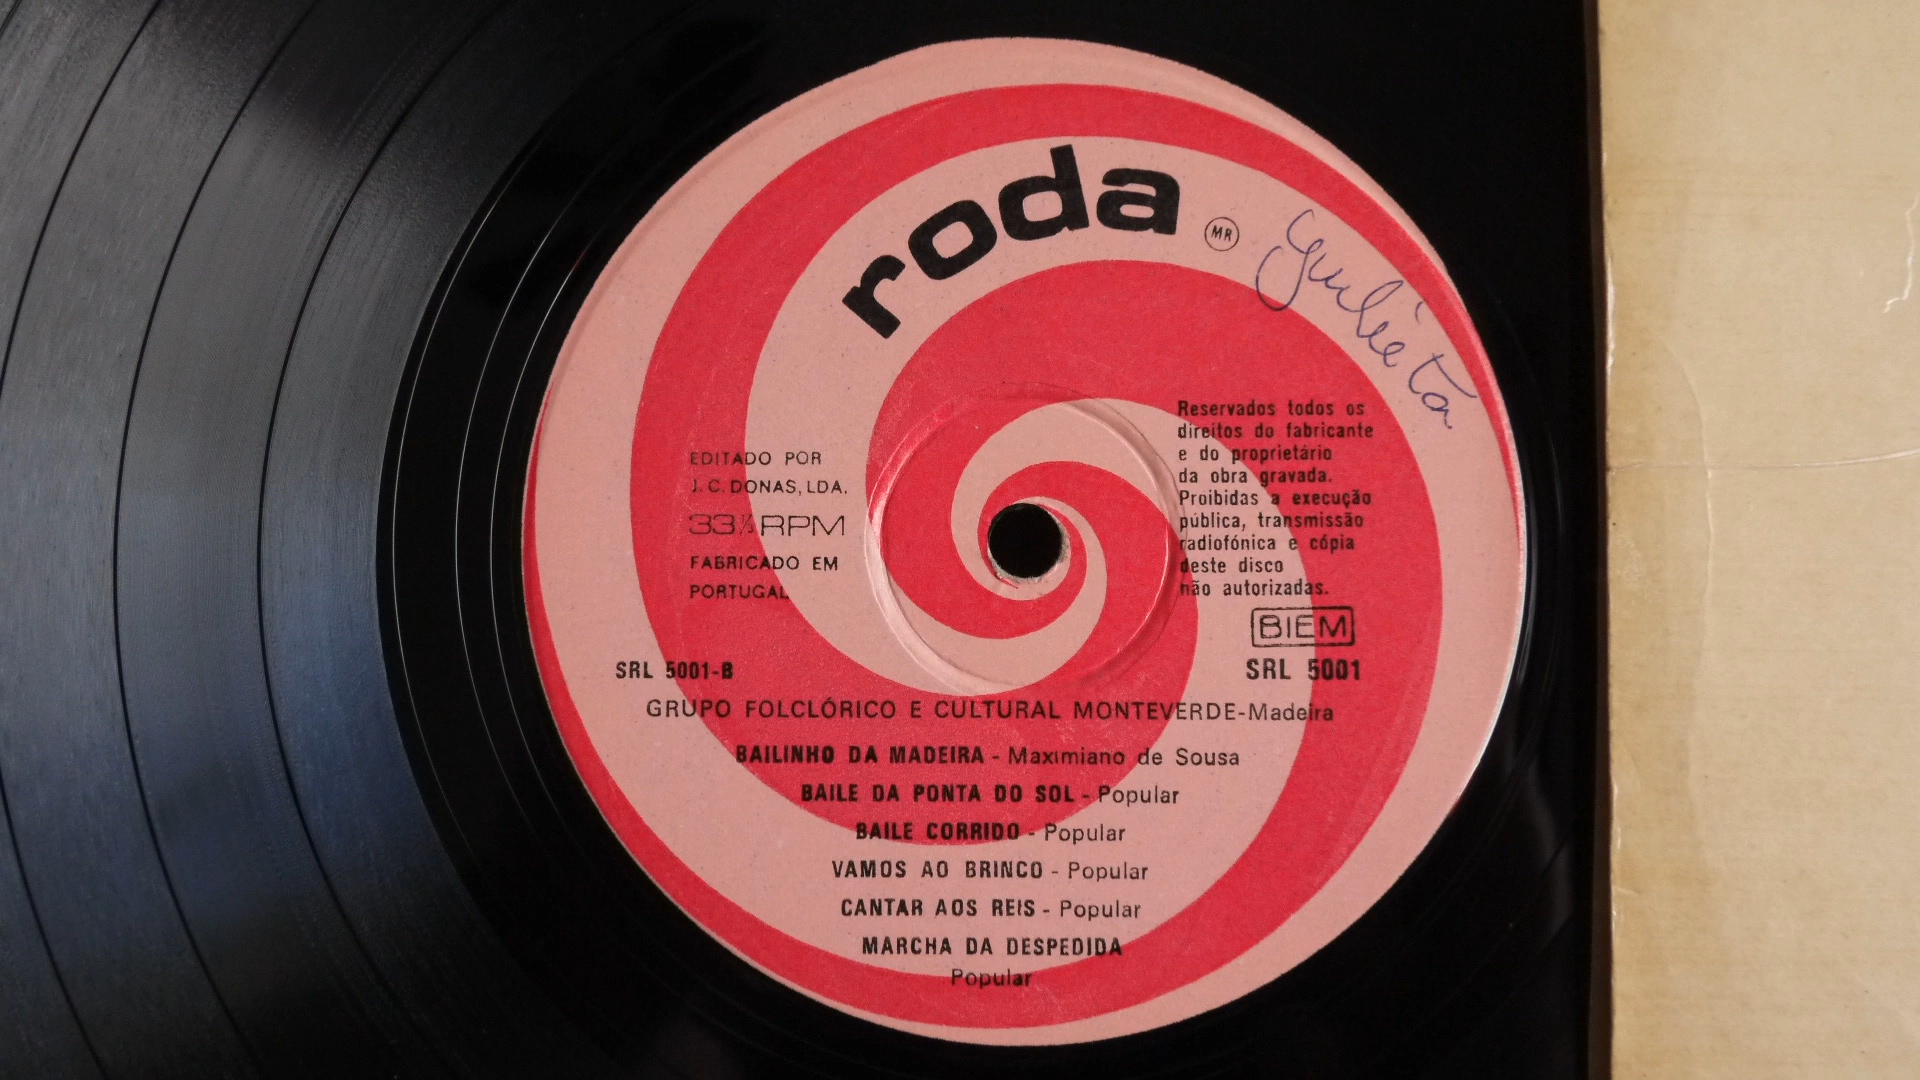 roda
MR
Julieta
EDITADO POR
J. C. DONAS, LDA.
33 1/3 RPM
FABRICADO EM
PORTUGAL
Reservados todos os
direitos do fabricante
e do proprietário
da obra gravada.
Proibidas a execução
pública, transmissão
radiofónica e cópia
deste disco
não autorizadas.
BIEM
SRL 5001-B
SRL 5001
GRUPO FOLCLÓRICO E CULTURAL MONTEVERDE-Madeira
BAILINHO DA MADEIRA - Maximiano de Sousa
BAILE DA PONTA DO SOL - Popular
BAILE CORRIDO - Popular
VAMOS AO BRINCO - Popular
CANTAR AOS REIS - Popular
MARCHA DA DESPEDIDA
Popular